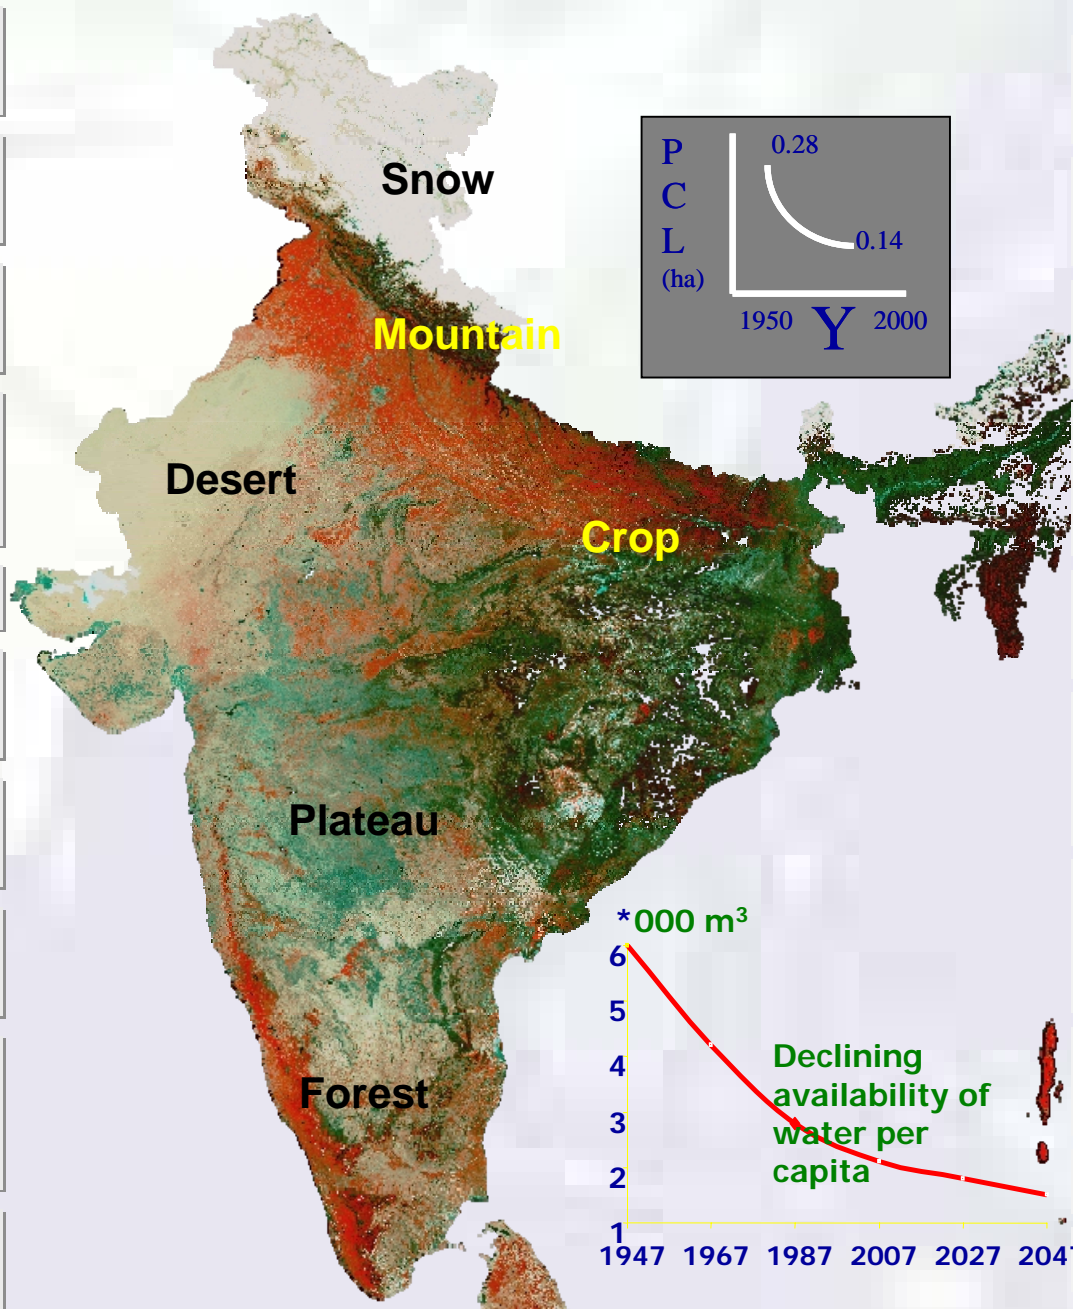 Snow
Mountain
Desert
Crop
Plateau
Forest
P
C
L
(ha)
0.28
0.14
1950 Y 2000
*000 m³
6
5
4
3
2
1
Declining
availability of
water per
capita
1947 1967 1987 2007 2027 2047